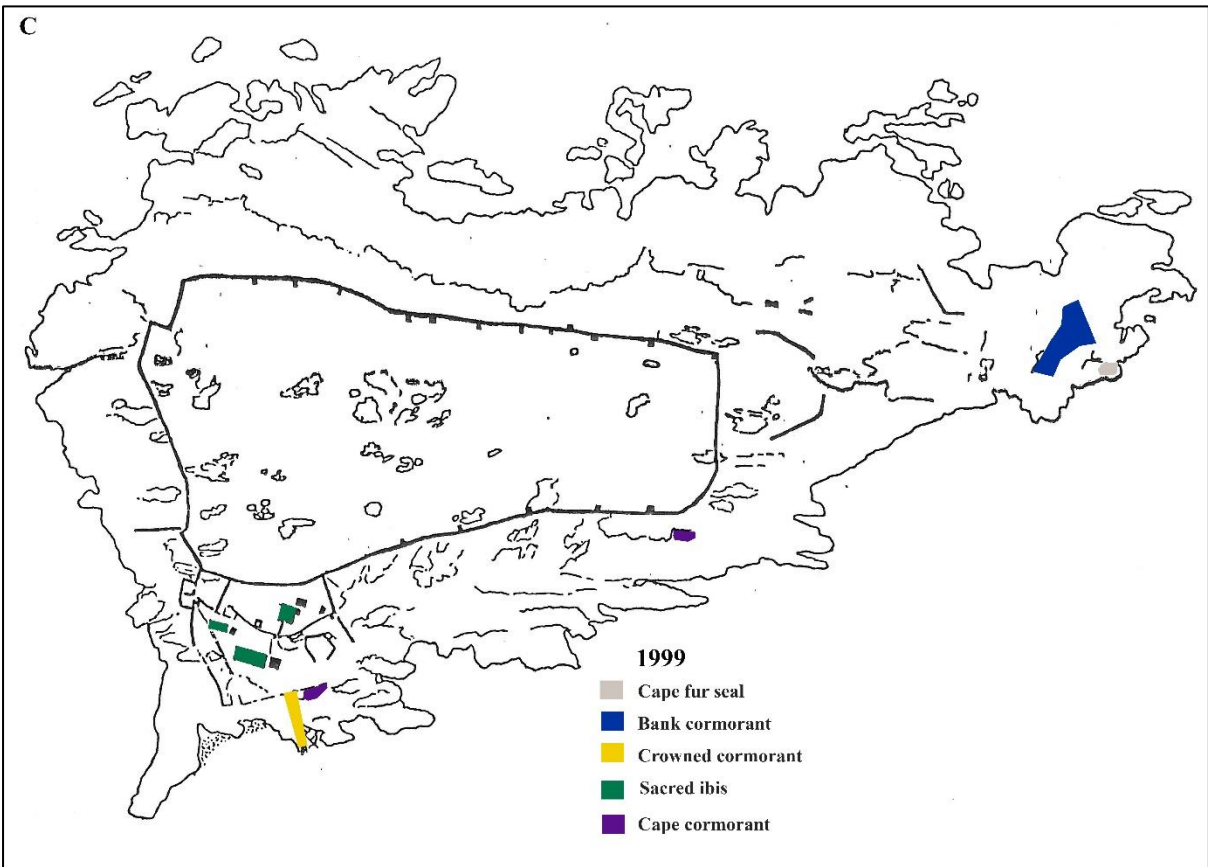 C
1999
Cape fur seal
Bank cormorant
Crowned cormorant
Sacred ibis
Cape cormorant